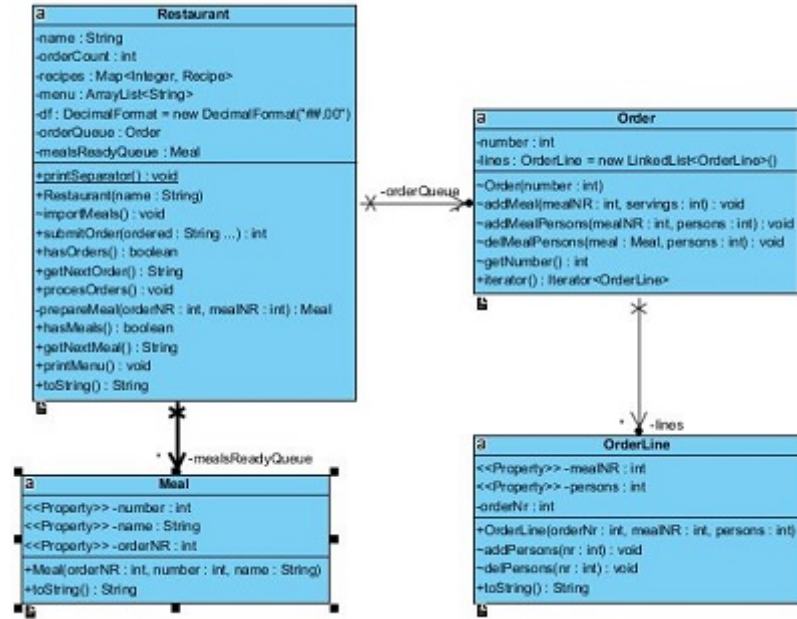 Restaurant
-name : String
-orderCount : int
-recipes : Map<Integer, Recipe>
-menu : ArrayList<String>
-df : DecimalFormat = new DecimalFormat("##.00")
-orderQueue : Order
-mealsReadyQueue : Meal
+printSeparator() : void
+Restaurant(name : String)
~importMeals() : void
+submitOrder(ordered : String ...) : int
+hasOrders() : boolean
+getNextOrder() : String
+procesOrders() : void
-prepareMeal(orderNR : int, mealNR : int) : Meal
+hasMeals() : boolean
+getNextMeal() : String
+printMenu() : void
+toString() : String
-orderQueue
Order
-number : int
-lines : OrderLine = new LinkedList<OrderLine>()
~Order(number : int)
~addMeal(mealNR : int, servings : int) : void
~addMealPersons(mealNR : int, persons : int) : void
~delMealPersons(meal : Meal, persons : int) : void
~getNumber() : int
+iterator() : Iterator<OrderLine>
* -mealsReadyQueue
Meal
<<Property>> -number : int
<<Property>> -name : String
<<Property>> -orderNR : int
+Meal(orderNR : int, number : int, name : String)
+toString() : String
* -lines
OrderLine
<<Property>> -mealNR : int
<<Property>> -persons : int
-orderNr : int
+OrderLine(orderNr : int, mealNR : int, persons : int)
~addPersons(nr : int) : void
~delPersons(nr : int) : void
+toString() : String